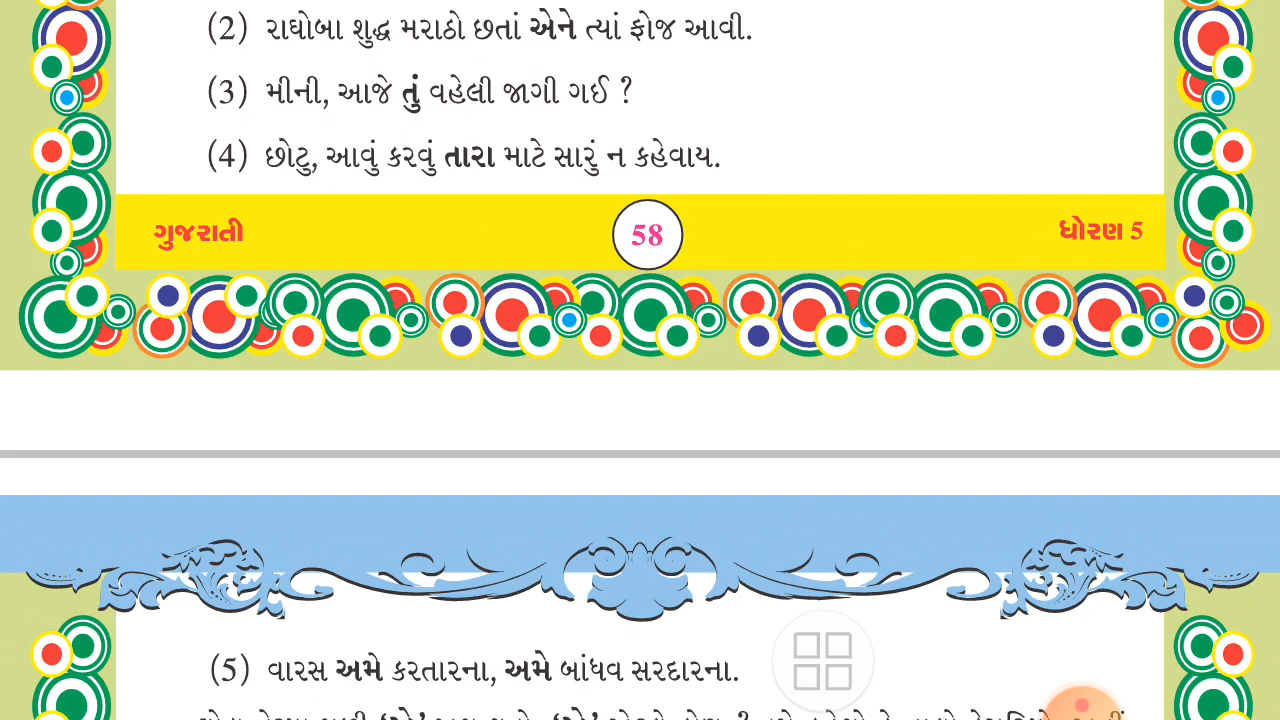 (2) રાઘોબા શુદ્ધ મરાઠો છતાં એને ત્યાં ફોજ આવી.
(3) મીની, આજે તું વહેલી જાગી ગઈ ?
(4) છોટુ, આવું કરવું તારા માટે સારું ન કહેવાય.
ગુજરાતી 58 ધોરણ 5
(5) વારસ અમે કરતારના, અમે બાંધવ સરદારના.